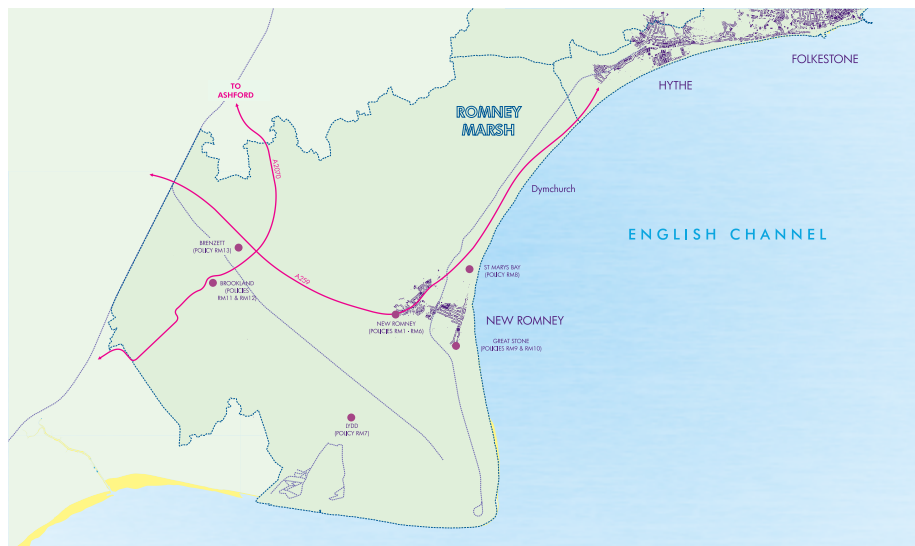 FOLKESTONE
HYTHE
TO
ASHFORD
ROMNEY
MARSH
A2070
Dymchurch
ENGLISH CHANNEL
BRENZETT
(POLICY RM13)
ST MARYS BAY
(POLICY RM8)
A259
BROOKLAND
(POLICIES
RM11 & RM12)
NEW ROMNEY
NEW ROMNEY
(POLICIES RM1 - RM6)
GREAT STONE
(POLICIES RM9 & RM10)
LYDD
(POLICY RM7)